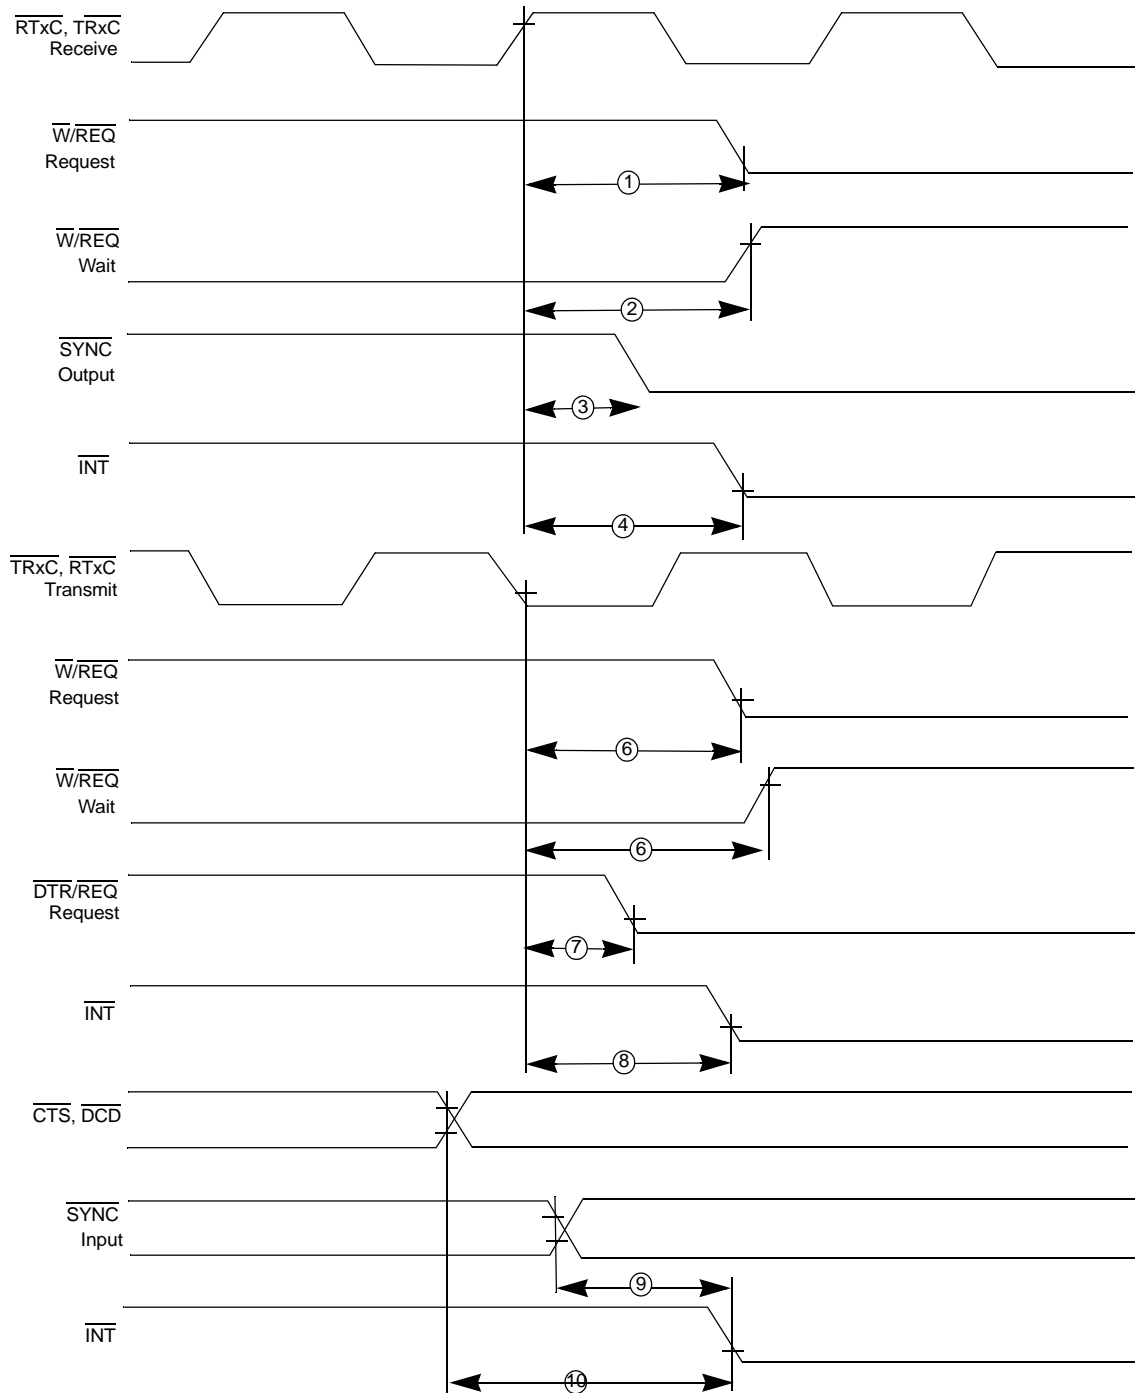 RTxC, TRxC
Receive
W/REQ
Request
1
W/REQ
Wait
2
SYNC
Output
3
INT
4
TRxC, RTxC
Transmit
W/REQ
Request
6
W/REQ
Wait
6
DTR/REQ
Request
7
INT
8
CTS, DCD
SYNC
Input
9
INT
10